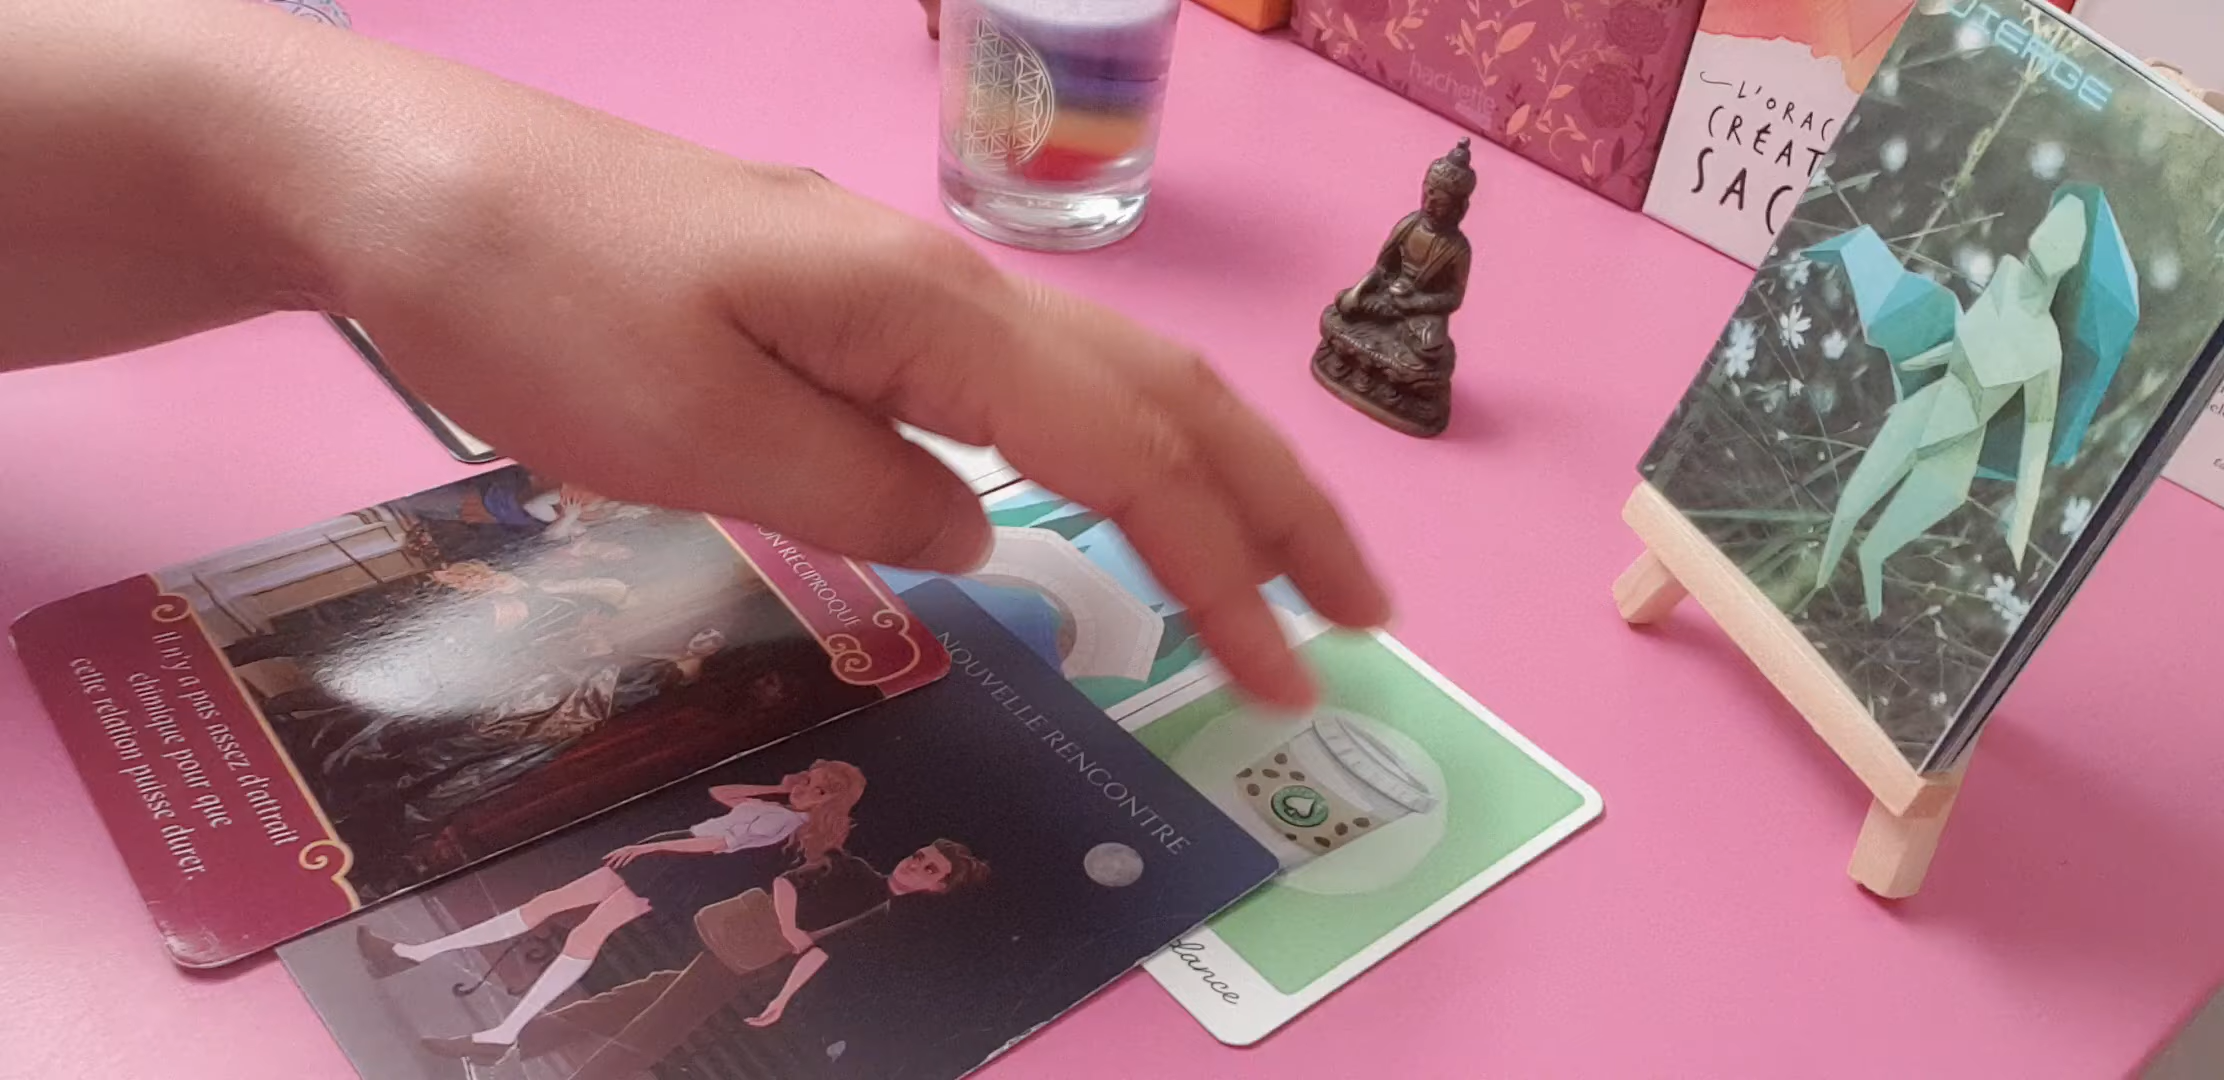 VIERGE
hachette
L'ORAC
CRÉAT
SAC
ON RÉCIPROQUE
Il n'y a pas assez d'attrait
chimique pour que
cette relation puisse durer.
NOUVELLE RENCONTRE
lance